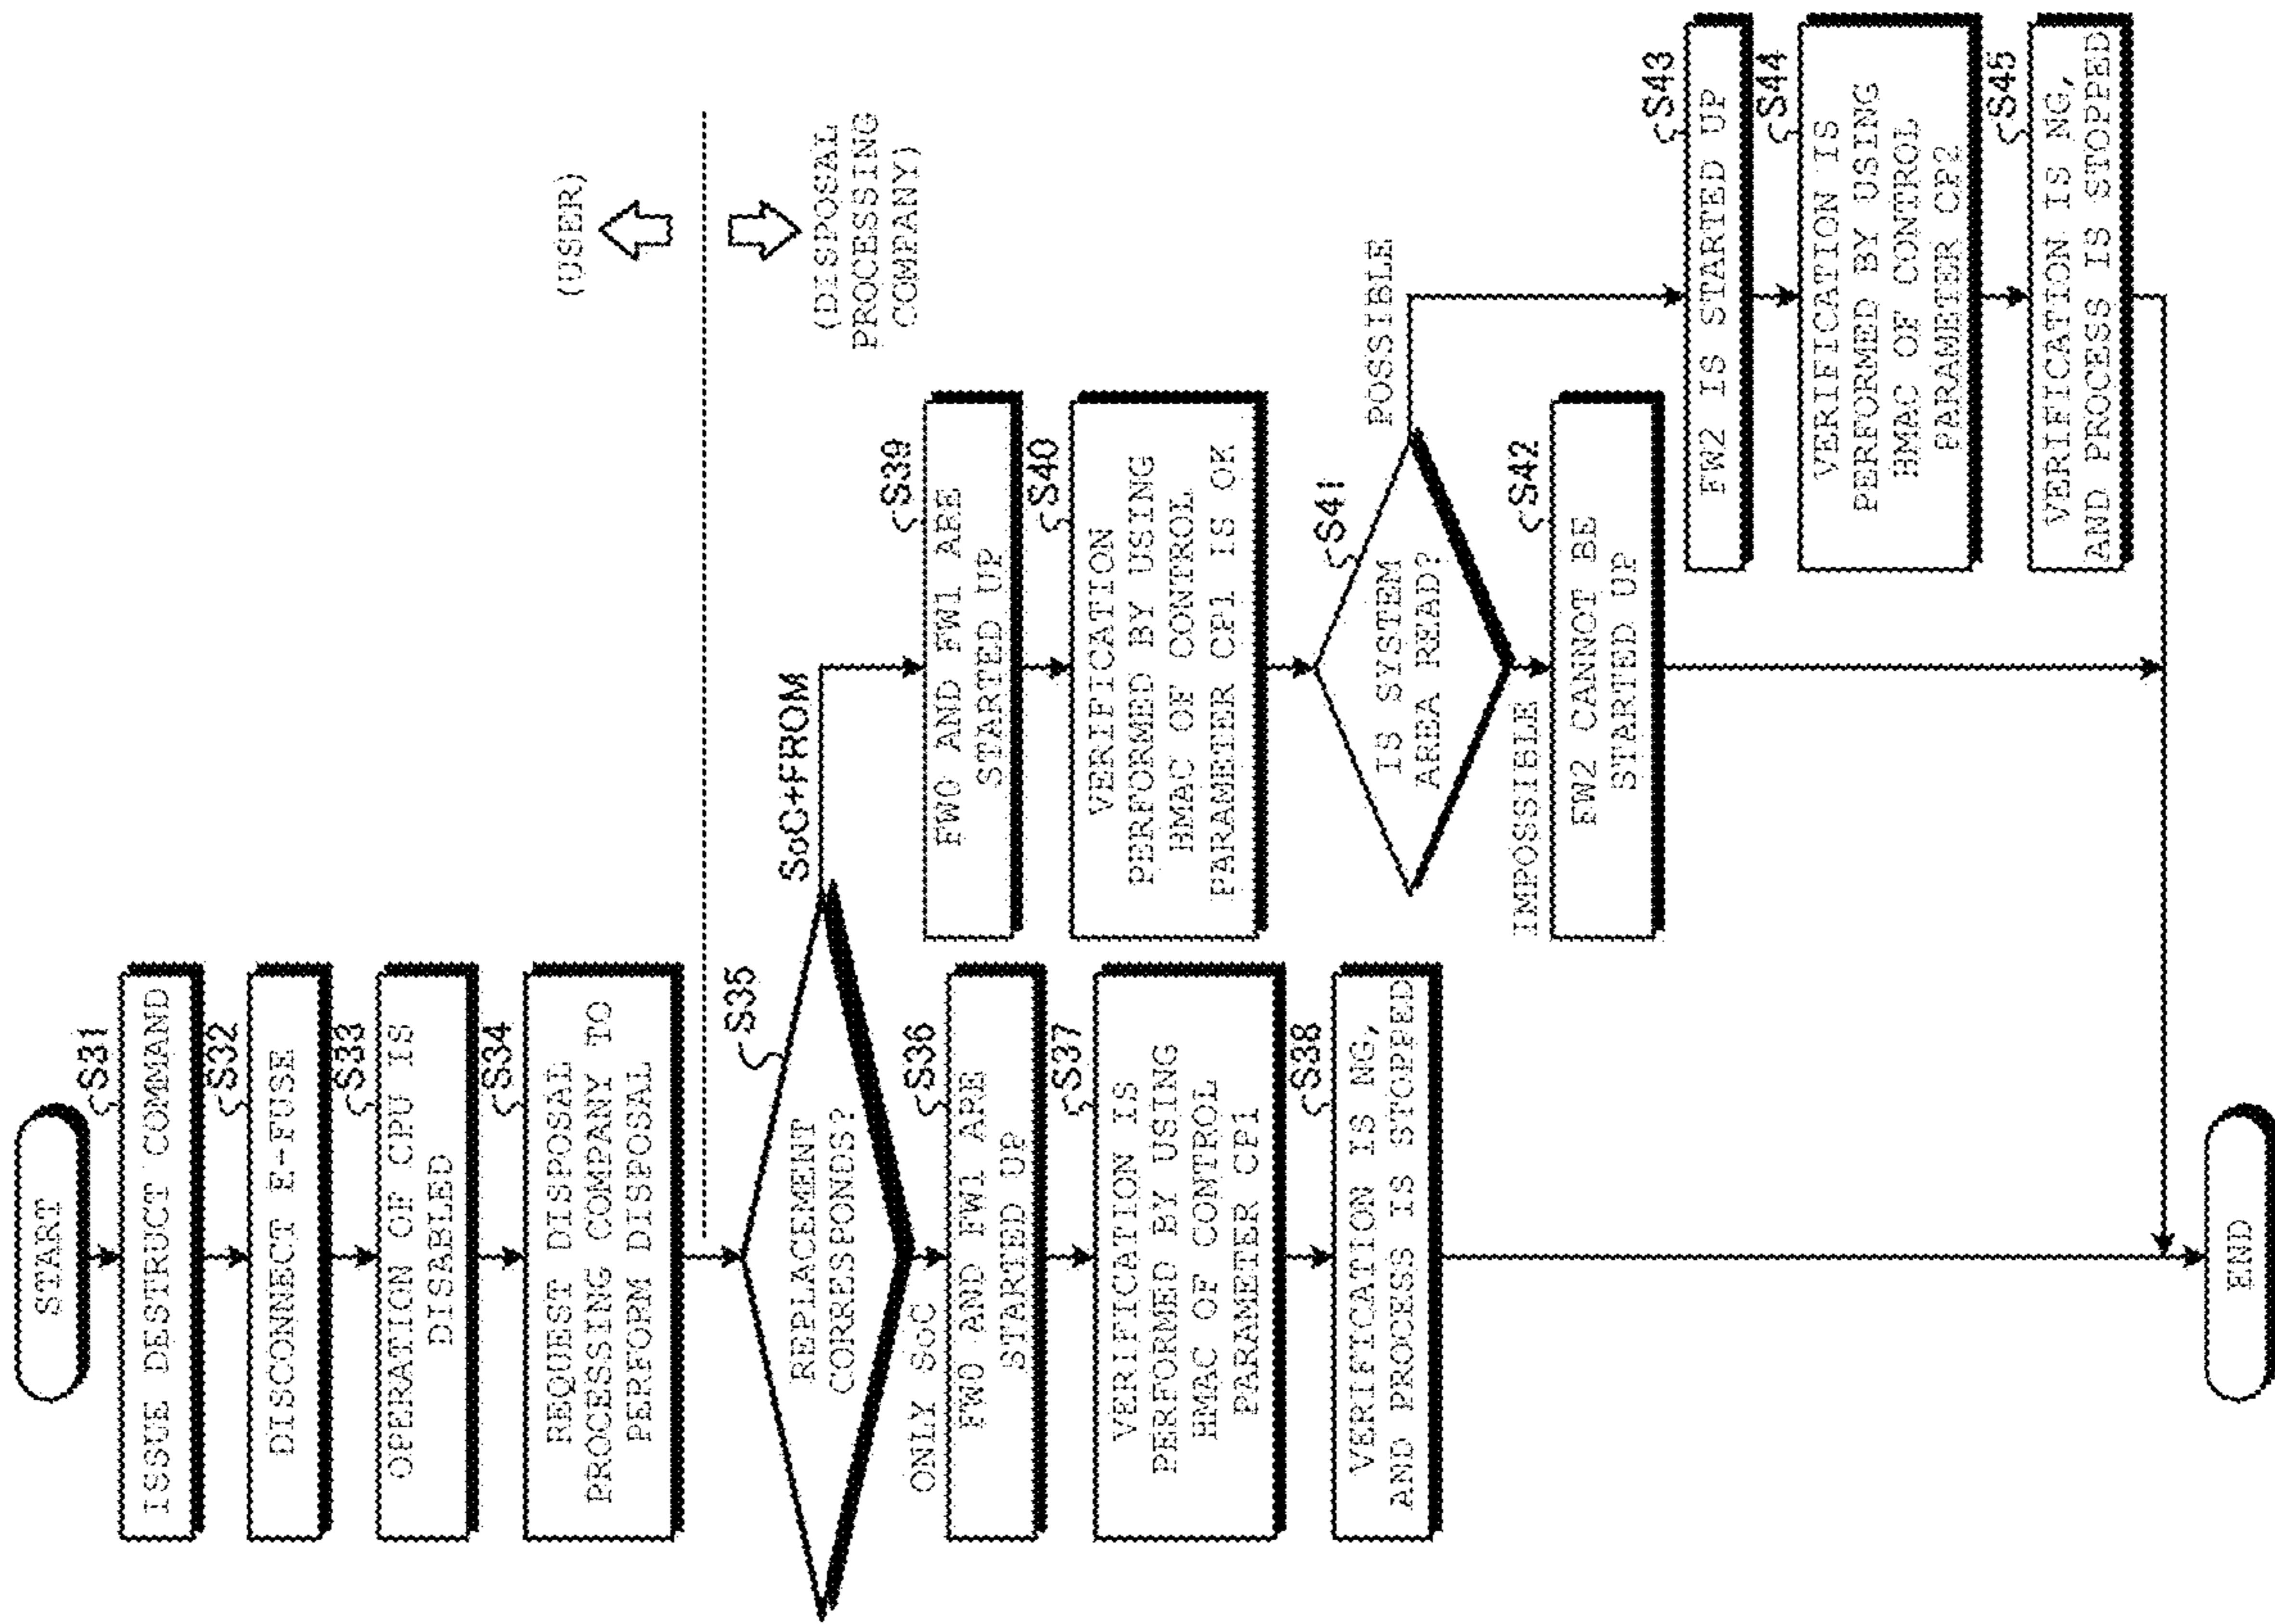 START
S31
ISSUE DESTRUCT COMMAND
S32
DISCONNECT E-FUSE
S33
OPERATION OF CPU IS
DISABLED
S34
REQUEST DISPOSAL
PROCESSING COMPANY TO
PERFORM DISPOSAL
(USER)
(DISPOSAL
PROCESSING
COMPANY)
S35
REPLACEMENT
CORRESPONDS?
SoC+FROM
ONLY SoC
S36
FW0 AND FW1 ARE
STARTED UP
S37
VERIFICATION IS
PERFORMED BY USING
HMAC OF CONTROL
PARAMETER CP1
S38
VERIFICATION IS NG,
AND PROCESS IS STOPPED
S39
FW0 AND FW1 ARE
STARTED UP
S40
VERIFICATION
PERFORMED BY USING
HMAC OF CONTROL
PARAMETER CP1 IS OK
S41
IS SYSTEM
AREA READ?
POSSIBLE
IMPOSSIBLE
S42
FW2 CANNOT BE
STARTED UP
S43
FW2 IS STARTED UP
S44
VERIFICATION IS
PERFORMED BY USING
HMAC OF CONTROL
PARAMETER CP2
S45
VERIFICATION IS NG,
AND PROCESS IS STOPPED
END